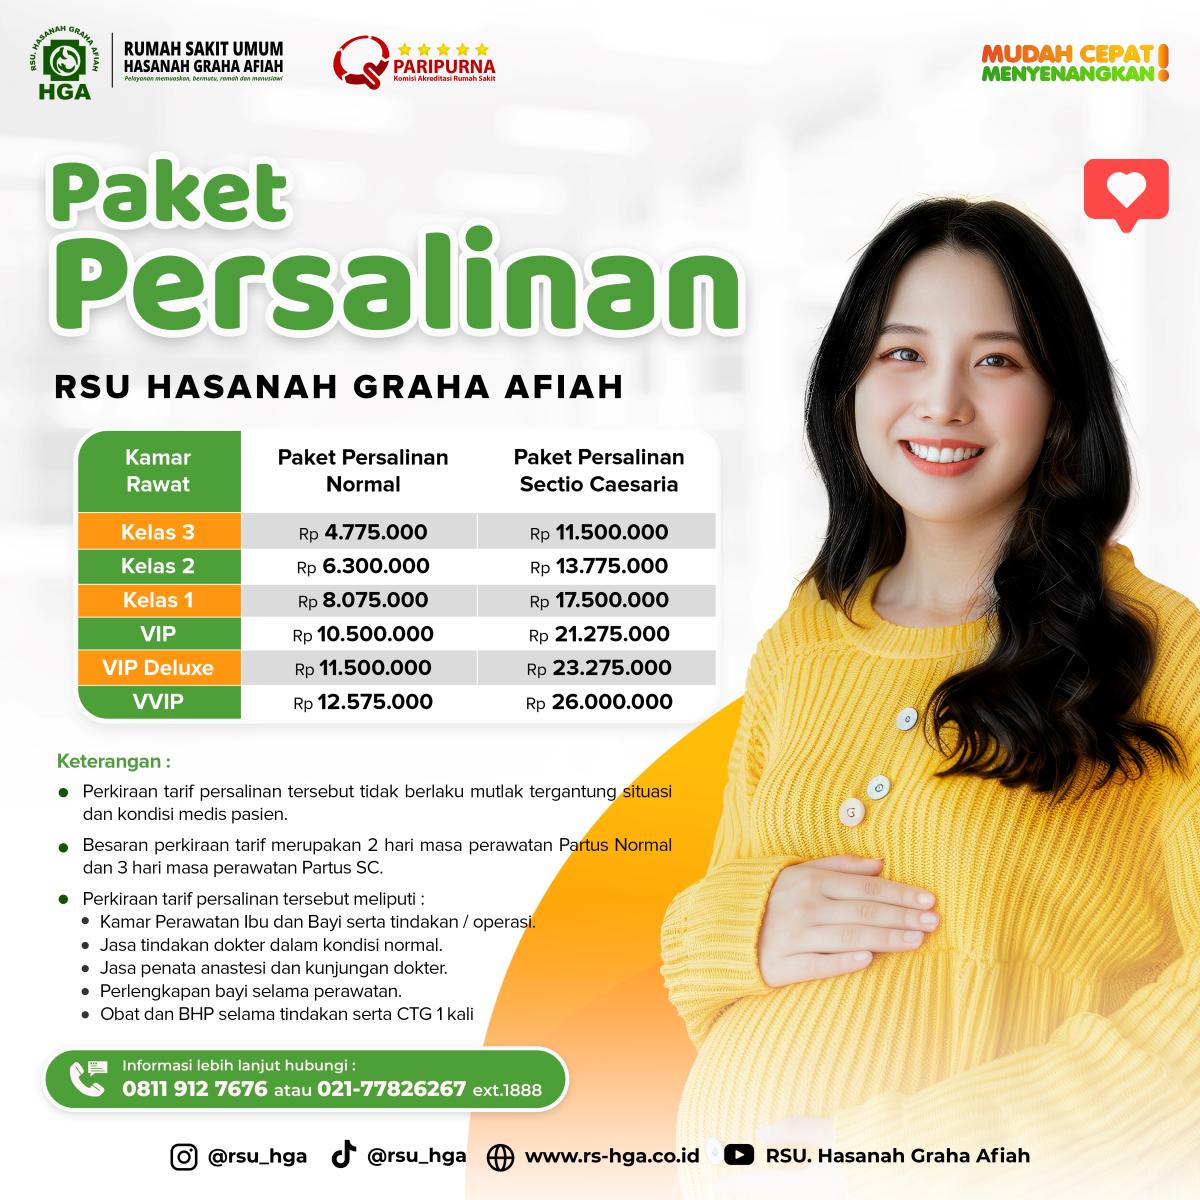 RSU. HASANAH GRAHA AFIAH
HGA
RUMAH SAKIT UMUM
HASANAH GRAHA AFIAH
Pelayanan memuaskan, bermutu, ramah dan manusiawi
PARIPURNA
Komisi Akreditasi Rumah Sakit
MUDAH CEPAT
MENYENANGKAN!
Paket
Persalinan
RSU HASANAH GRAHA AFIAH
Kamar Rawat Paket Persalinan Normal Paket Persalinan Sectio Caesaria
Kelas 3 Rp 4.775.000 Rp 11.500.000
Kelas 2 Rp 6.300.000 Rp 13.775.000
Kelas 1 Rp 8.075.000 Rp 17.500.000
VIP Rp 10.500.000 Rp 21.275.000
VIP Deluxe Rp 11.500.000 Rp 23.275.000
VVIP Rp 12.575.000 Rp 26.000.000
Keterangan :
● Perkiraan tarif persalinan tersebut tidak berlaku mutlak tergantung situasi
dan kondisi medis pasien.
● Besaran perkiraan tarif merupakan 2 hari masa perawatan Partus Normal
dan 3 hari masa perawatan Partus SC.
● Perkiraan tarif persalinan tersebut meliputi :
● Kamar Perawatan Ibu dan Bayi serta tindakan / operasi.
● Jasa tindakan dokter dalam kondisi normal.
● Jasa penata anastesi dan kunjungan dokter.
● Perlengkapan bayi selama perawatan.
● Obat dan BHP selama tindakan serta CTG 1 kali
Informasi lebih lanjut hubungi :
0811 912 7676 atau 021-77826267 ext.1888
@rsu_hga @rsu_hga www.rs-hga.co.id RSU. Hasanah Graha Afiah